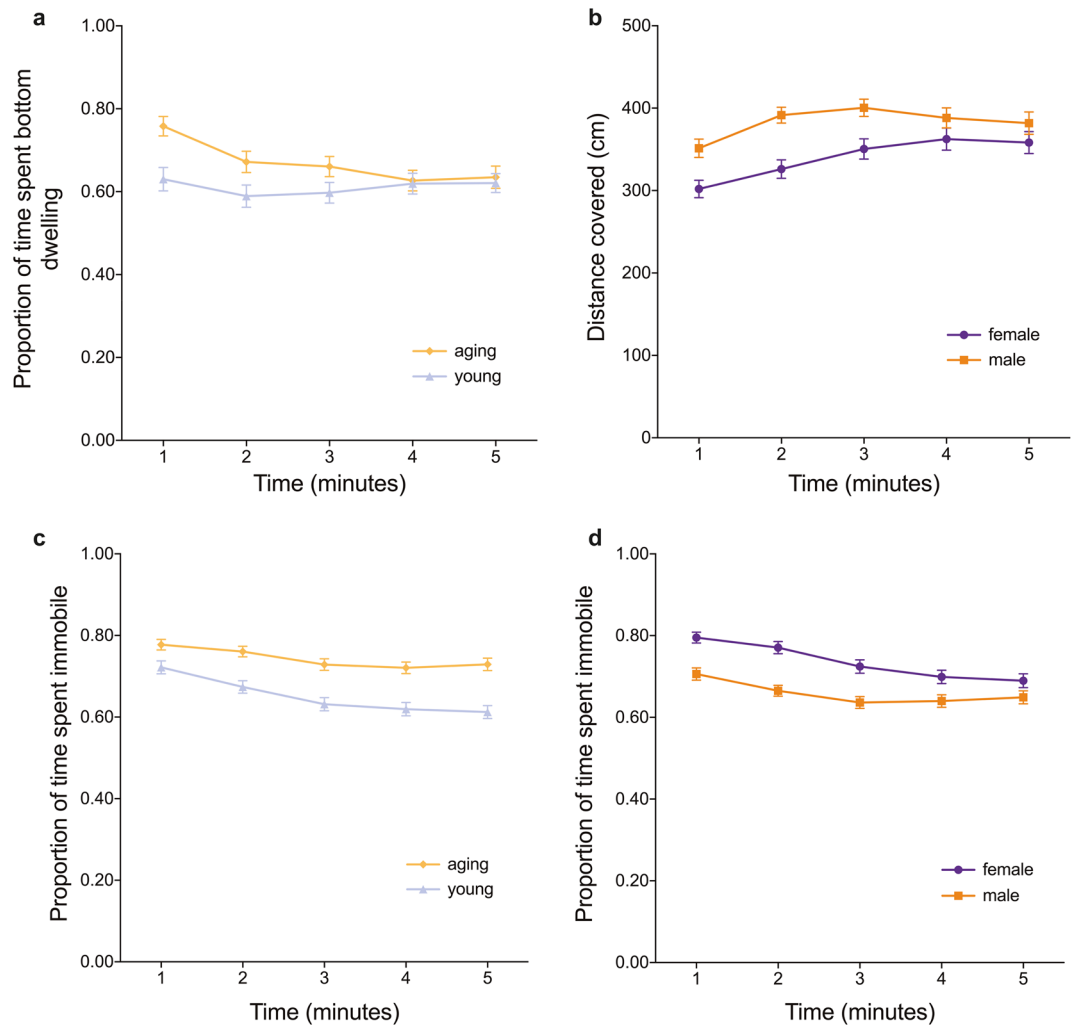 a
1.00
0.80
0.60
0.40
0.20
0.00
Proportion of time spent bottom
dwelling
aging
young
1 2 3 4 5
Time (minutes)
b
500
400
300
200
100
0
Distance covered (cm)
female
male
1 2 3 4 5
Time (minutes)
c
1.00
0.80
0.60
0.40
0.20
0.00
Proportion of time spent immobile
aging
young
1 2 3 4 5
Time (minutes)
d
1.00
0.80
0.60
0.40
0.20
0.00
Proportion of time spent immobile
female
male
1 2 3 4 5
Time (minutes)